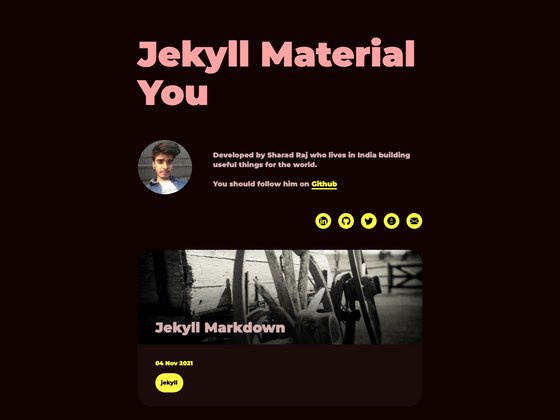 Jekyll Material
You
Developed by Sharad Raj who lives in India building
useful things for the world.
You should follow him on Github
Jekyll Markdown
04 Nov 2021
jekyll